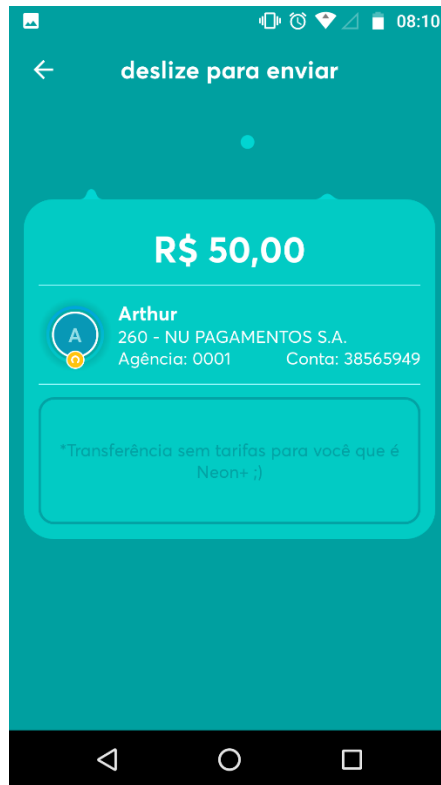 08:10
deslize para enviar
R$ 50,00
A
Arthur
260 - NU PAGAMENTOS S.A.
Agência: 0001 Conta: 38565949
*Transferência sem tarifas para você que é
Neon+ ;)